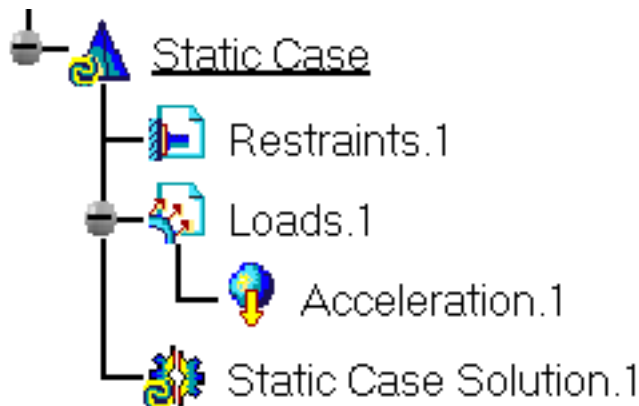 Static Case
Restraints.1
Loads.1
Acceleration.1
Static Case Solution.1